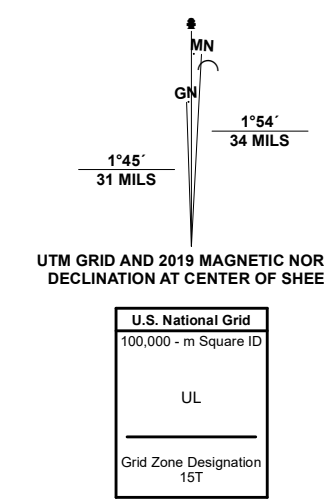 MN
GN
1°54´
34 MILS
1°45´
31 MILS
UTM GRID AND 2019 MAGNETIC NOR
DECLINATION AT CENTER OF SHEE
U.S. National Grid
100,000 - m Square ID
UL
Grid Zone Designation
15T